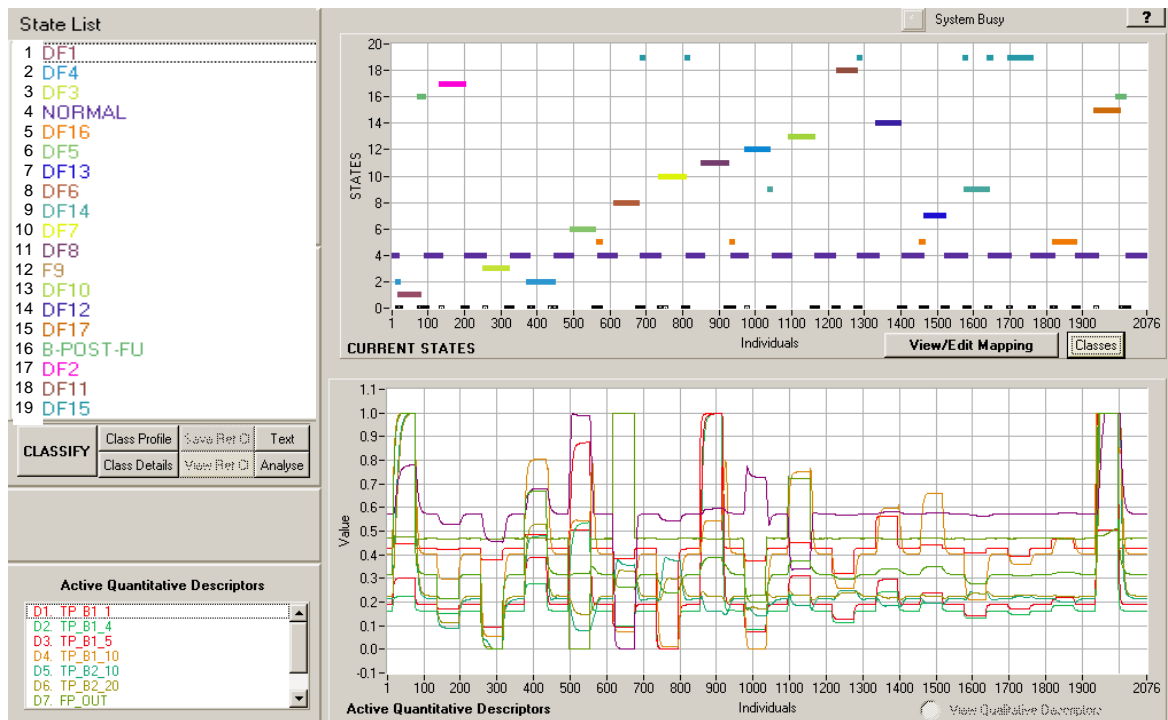 State List
1 DF1
2 DF4
3 DF3
4 NORMAL
5 DF16
6 DF5
7 DF13
8 DF6
9 DF14
10 DF7
11 DF8
12 F9
13 DF10
14 DF12
15 DF17
16 B-POST-FU
17 DF2
18 DF11
19 DF15
CLASSIFY
Class Profile
Save Ref Cl
Text
Class Details
View Ref Cl
Analyse
Active Quantitative Descriptors
D1. TP_B1_1
D2. TP_B1_4
D3. TP_B1_5
D4. TP_B1_10
D5. TP_B2_10
D6. TP_B2_20
D7. FP_OUT
System Busy
?
STATES
20
18
16
14
12
10
8
6
4
2
0
1 100 200 300 400 500 600 700 800 900 1000 1100 1200 1300 1400 1500 1600 1700 1800 1900 2076
CURRENT STATES
Individuals
View/Edit Mapping
Classes
Value
1.1
1.0
0.9
0.8
0.7
0.6
0.5
0.4
0.3
0.2
0.1
0.0
-0.1
1 100 200 300 400 500 600 700 800 900 1000 1100 1200 1300 1400 1500 1600 1700 1800 1900 2076
Active Quantitative Descriptors
Individuals
View Qualitative Descriptors